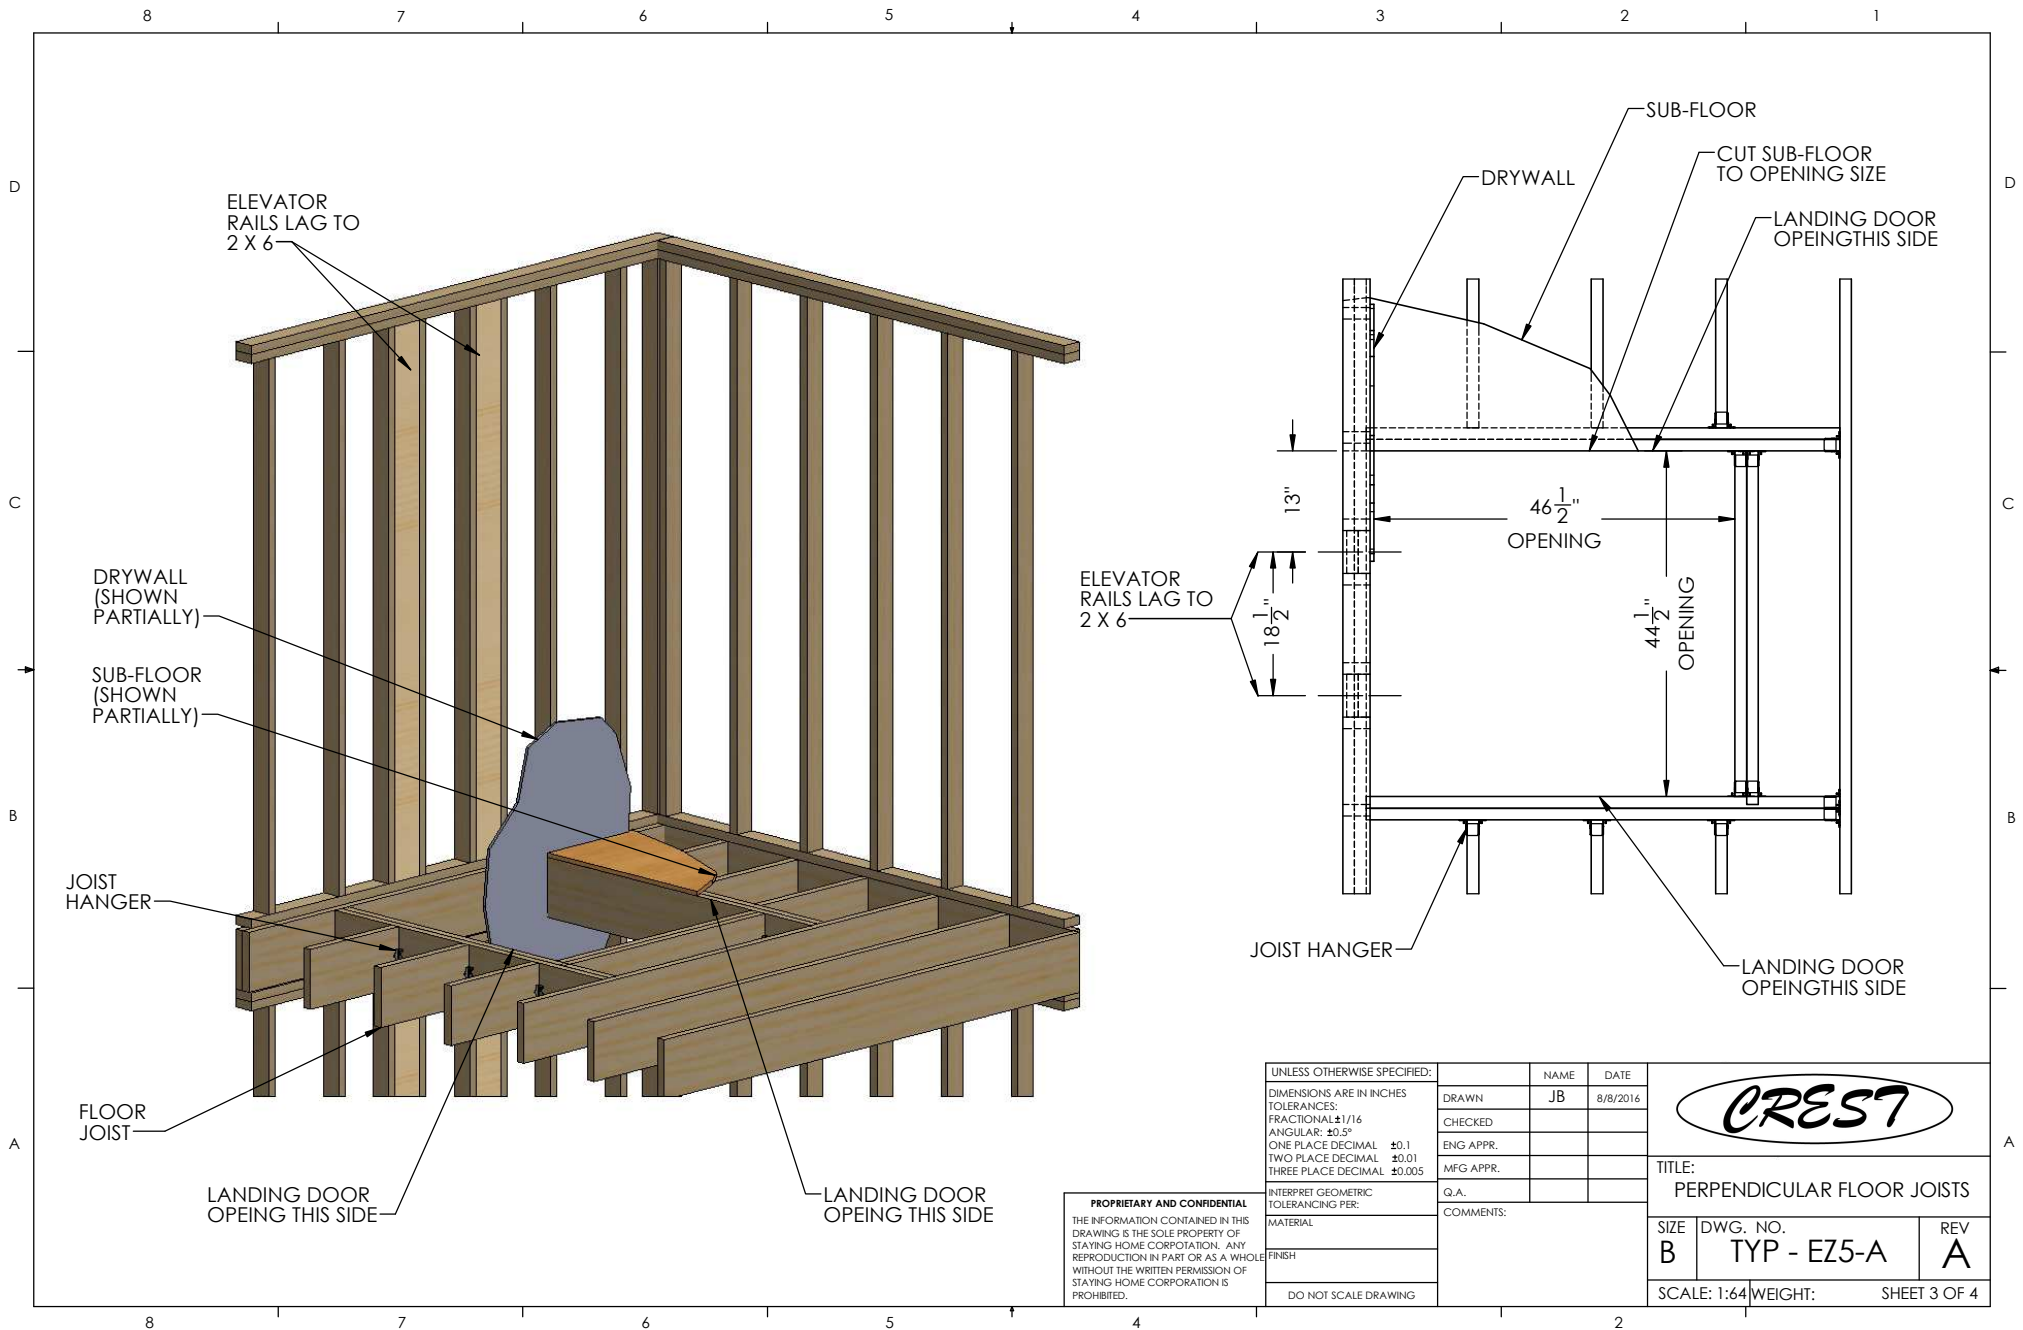 8 7 6 5 4 3 2 1
D
D
C
C
B
B
A
A
ELEVATOR
RAILS LAG TO
2 X 6
DRYWALL
(SHOWN
PARTIALLY)
SUB-FLOOR
(SHOWN
PARTIALLY)
JOIST
HANGER
FLOOR
JOIST
LANDING DOOR
OPEING THIS SIDE
LANDING DOOR
OPEING THIS SIDE
SUB-FLOOR
CUT SUB-FLOOR
TO OPENING SIZE
DRYWALL
LANDING DOOR
OPEINGTHIS SIDE
13"
46 1/2"
OPENING
ELEVATOR
RAILS LAG TO
2 X 6
18 1/2"
44 1/2"
OPENING
JOIST HANGER
LANDING DOOR
OPEINGTHIS SIDE
PROPRIETARY AND CONFIDENTIAL
THE INFORMATION CONTAINED IN THIS
DRAWING IS THE SOLE PROPERTY OF
STAYING HOME CORPOTATION. ANY
REPRODUCTION IN PART OR AS A WHOLE
WITHOUT THE WRITTEN PERMISSION OF
STAYING HOME CORPORATION IS
PROHIBITED.
UNLESS OTHERWISE SPECIFIED:
DIMENSIONS ARE IN INCHES
TOLERANCES:
FRACTIONAL±1/16
ANGULAR: ±0.5°
ONE PLACE DECIMAL ±0.1
TWO PLACE DECIMAL ±0.01
THREE PLACE DECIMAL ±0.005
INTERPRET GEOMETRIC
TOLERANCING PER:
MATERIAL
FINISH
DO NOT SCALE DRAWING
NAME DATE
DRAWN JB 8/8/2016
CHECKED
ENG APPR.
MFG APPR.
Q.A.
COMMENTS:
CREST
TITLE:
PERPENDICULAR FLOOR JOISTS
SIZE DWG. NO. REV
B TYP - EZ5-A A
SCALE: 1:64 WEIGHT: SHEET 3 OF 4
8 7 6 5 4 2